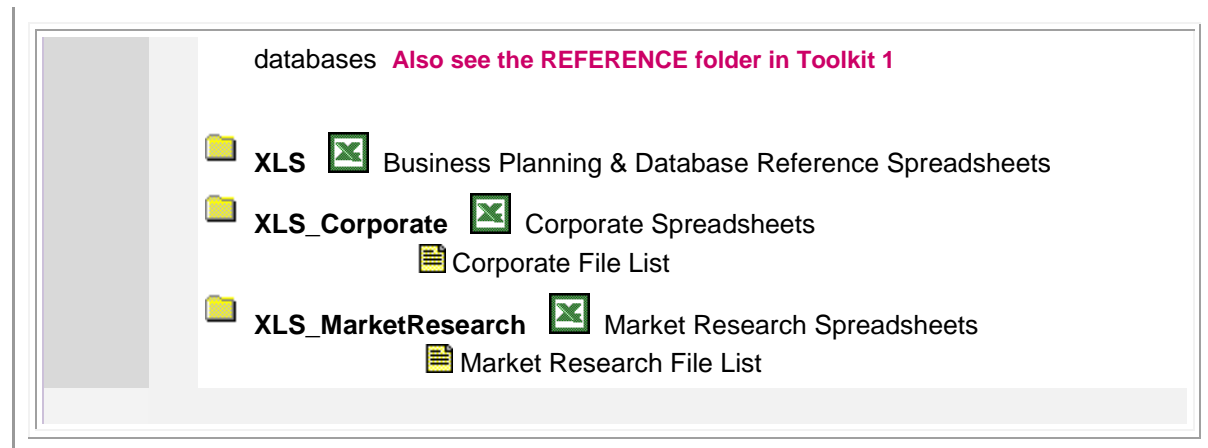 databases Also see the REFERENCE folder in Toolkit 1
XLS Business Planning & Database Reference Spreadsheets
XLS_Corporate Corporate Spreadsheets
Corporate File List
XLS_MarketResearch Market Research Spreadsheets
Market Research File List